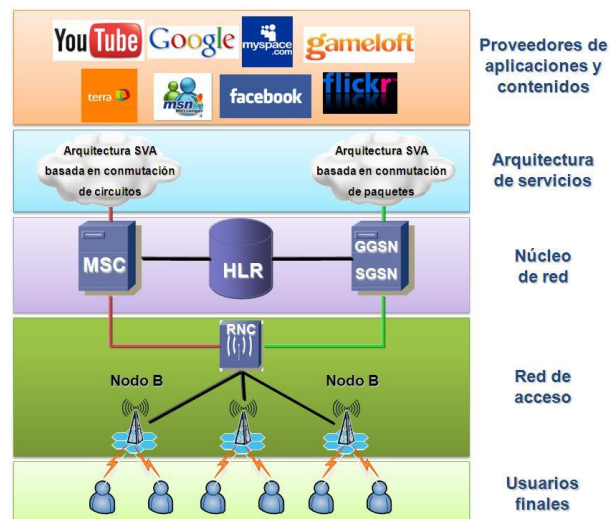 YouTube Google myspace.com gameloft
terra msn Messenger facebook flickr
Proveedores de
aplicaciones y
contenidos
Arquitectura SVA
basada en conmutación
de circuitos
Arquitectura SVA
basada en conmutación
de paquetes
Arquitectura
de servicios
MSC
HLR
GGSN
SGSN
Núcleo
de red
RNC
Nodo B
Nodo B
Red de
acceso
Usuarios
finales